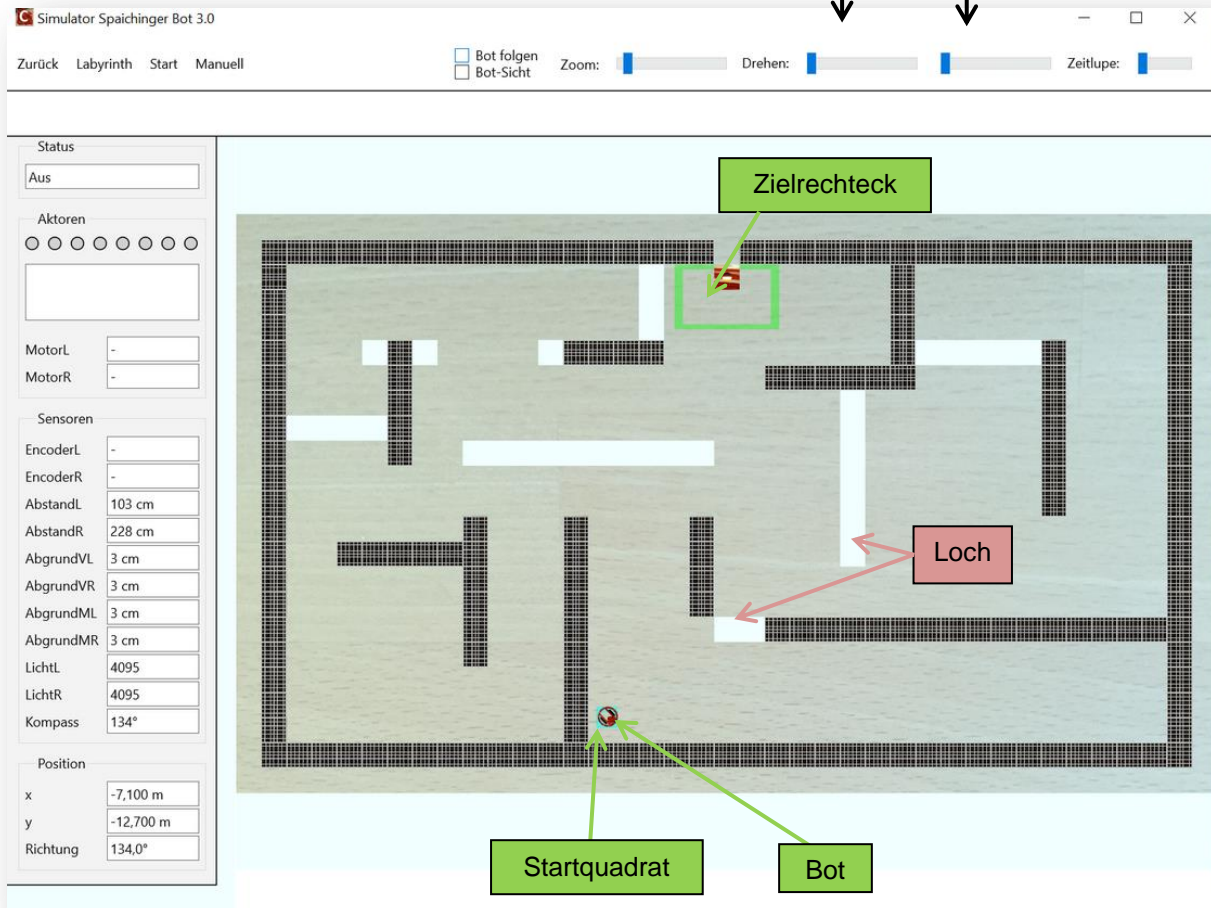 Simulator Spaichinger Bot 3.0
Zurück Labyrinth Start Manuell
Bot folgen
Bot-Sicht
Zoom:
Drehen:
Zeitlupe:
Status
Aus
Aktoren
MotorL -
MotorR -
Sensoren
EncoderL -
EncoderR -
AbstandL 103 cm
AbstandR 228 cm
AbgrundVL 3 cm
AbgrundVR 3 cm
AbgrundML 3 cm
AbgrundMR 3 cm
LichtL 4095
LichtR 4095
Kompass 134°
Position
x -7,100 m
y -12,700 m
Richtung 134,0°
Zielrechteck
Loch
Startquadrat
Bot